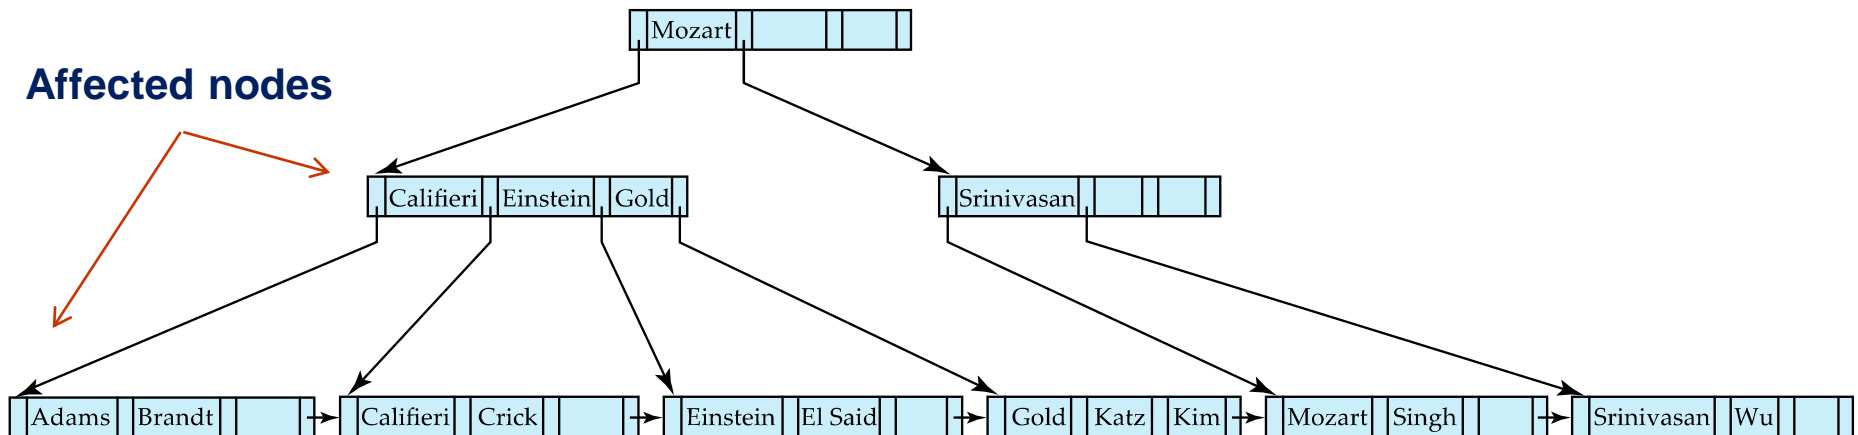 Mozart
Affected nodes
Califieri Einstein Gold
Srinivasan
Adams Brandt
Califieri Crick
Einstein El Said
Gold Katz Kim
Mozart Singh
Srinivasan Wu